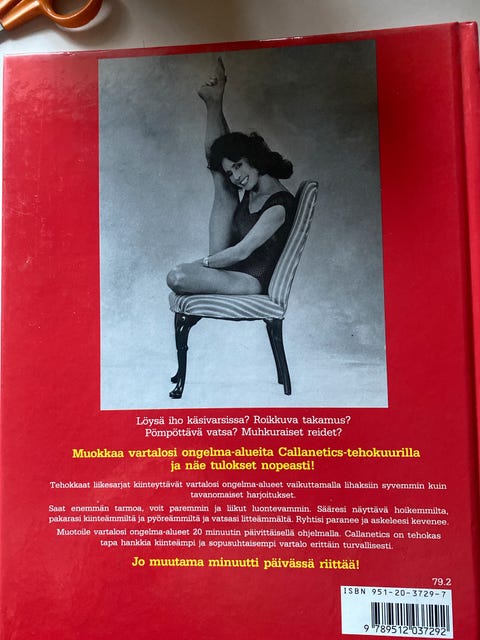 Löysä iho käsivarsissa? Roikkuva takamus?
Pömpöttävä vatsa? Muhkuraiset reidet?
Muokkaa vartalosi ongelma-alueita Callanetics-tehokuurilla
ja näe tulokset nopeasti!
Tehokkaat liikesarjat kiinteyttävät vartalosi ongelma-alueet vaikuttamalla lihaksiin syvemmin kuin
tavanomaiset harjoitukset.
Saat enemmän tarmoa, voit paremmin ja liikut luontevammin. Sääresi näyttävä hoikemmilta,
pakarasi kiinteämmiltä ja pyöreämmiltä ja vatsasi litteämmältä. Ryhtisi paranee ja askeleesi kevenee.
Muotoile vartalosi ongelma-alueet 20 minuutin päivittäisellä ohjelmalla. Callanetics on tehokas
tapa hankkia kiinteämpi ja sopusuhtaisempi vartalo erittäin turvallisesti.
Jo muutama minuutti päivässä riittää!
79.2
ISBN 951-20-3729-7
9 789512 037292